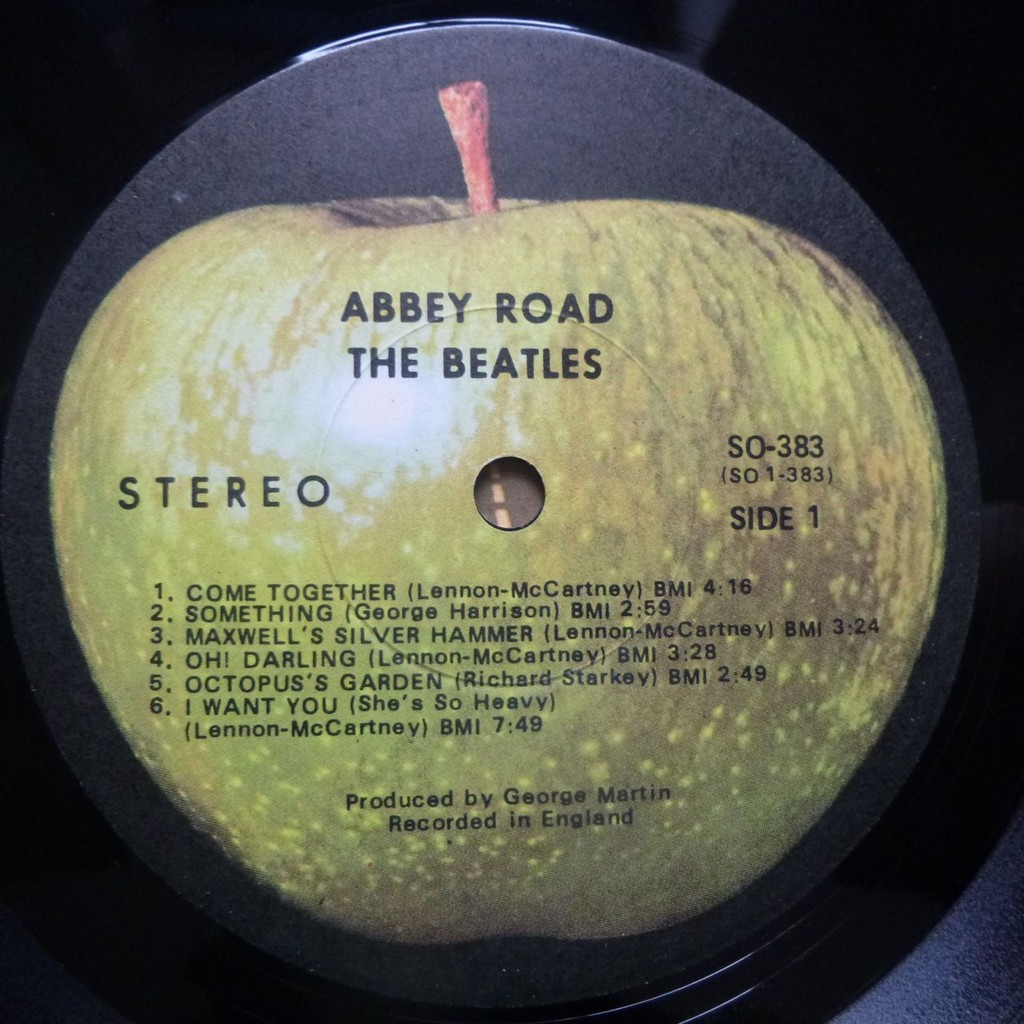 ABBEY ROAD
THE BEATLES
STEREO
SO-383
(SO 1-383)
SIDE 1
1. COME TOGETHER (Lennon-McCartney) BMI 4:16
2. SOMETHING (George Harrison) BMI 2:59
3. MAXWELL'S SILVER HAMMER (Lennon-McCartney) BMI 3:24
4. OH! DARLING (Lennon-McCartney) BMI 3:28
5. OCTOPUS'S GARDEN (Richard Starkey) BMI 2:49
6. I WANT YOU (She's So Heavy)
(Lennon-McCartney) BMI 7:49
Produced by George Martin
Recorded in England